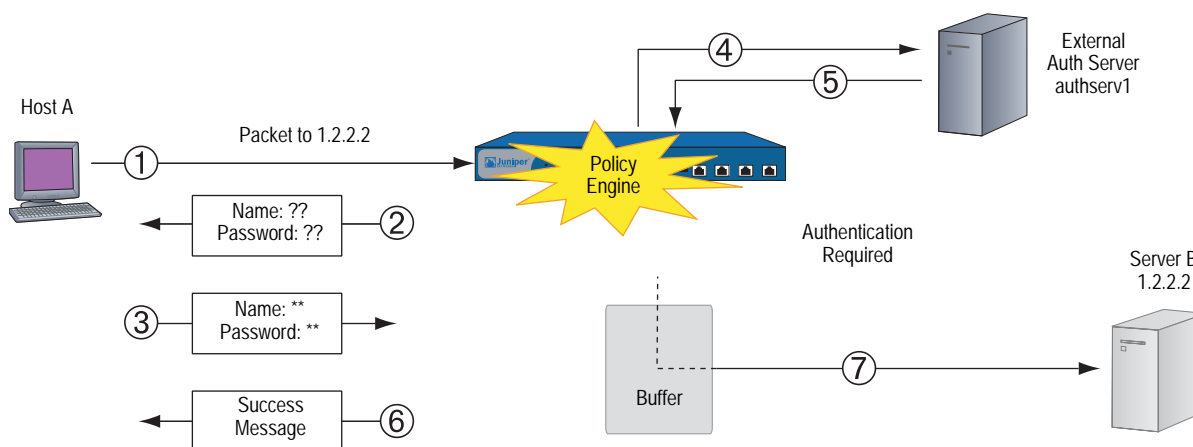 ④
External
Auth Server
authserv1
⑤
Host A
Packet to 1.2.2.2
①
Juniper
Policy
Engine
Name: ??
Password: ??
②
Authentication
Required
Server B
1.2.2.2
③
Name: **
Password: **
Buffer
⑦
Success
Message
⑥